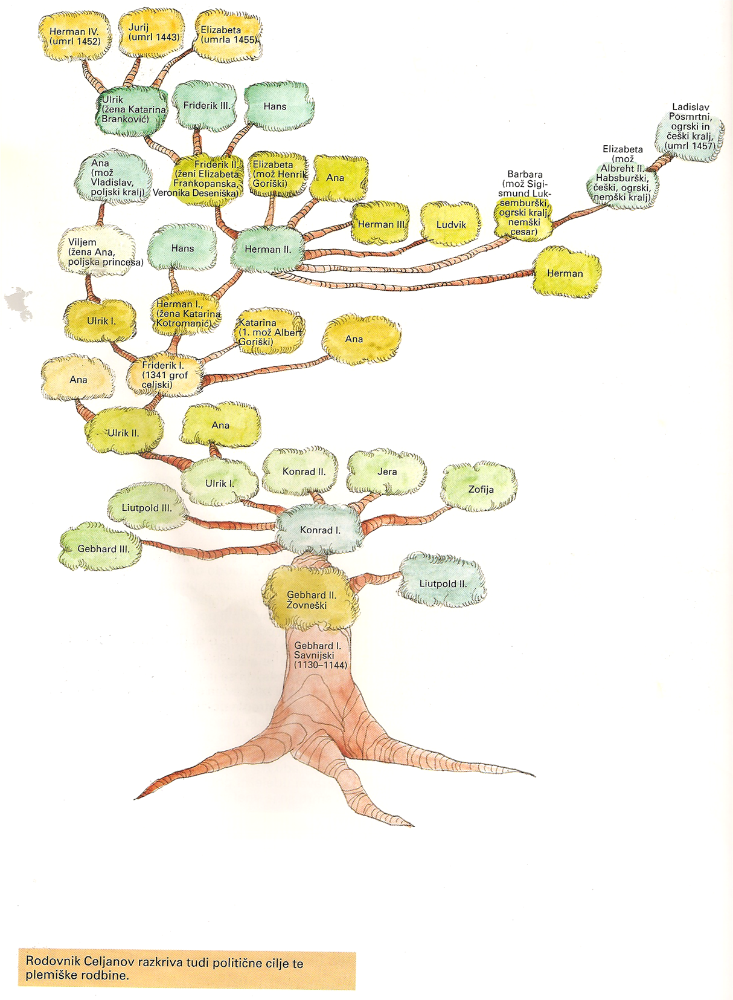 Herman IV.
(umrl 1452)
Jurij
(umrl 1443)
Elizabeta
(umrla 1455)
Ulrik
(žena Katarina
Branković)
Friderik III.
Hans
Ladislav
Posmrtni,
ogrski in
češki kralj,
(umrl 1457)
Ana
(mož
Vladislav,
poljski kralj)
Friderik II.
(ženi Elizabeta
Frankopanska,
Veronika Deseniška)
Elizabeta
(mož Henrik
Goriški)
Ana
Elizabeta
(mož
Albreht II.
Habsburški,
češki, ogrski,
nemški kralj)
Barbara
(mož Sigi-
smund Luk-
semburški,
ogrski kralj,
nemški
cesar)
Herman III.
Ludvik
Viljem
(žena Ana,
poljska princesa)
Hans
Herman II.
Herman
Ulrik I.
Herman I.,
(žena Katarina
Kotromanić)
Katarina
(1. mož Albert
Goriški)
Ana
Ana
Friderik I.
(1341 grof
celjski)
Ulrik II.
Ana
Ulrik I.
Konrad II.
Jera
Zofija
Liutpold III.
Konrad I.
Gebhard III.
Gebhard II.
Žovneški
Liutpold II.
Gebhard I.
Savnijski
(1130–1144)
Rodovnik Celjanov razkriva tudi politične cilje te
plemiške rodbine.